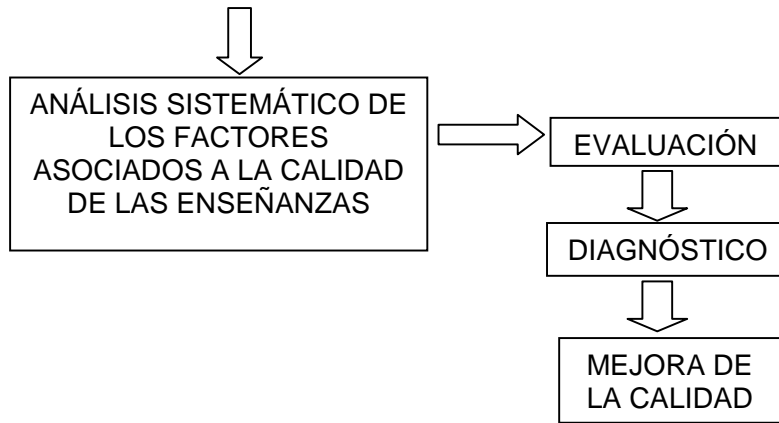 ANÁLISIS SISTEMÁTICO DE
LOS FACTORES
ASOCIADOS A LA CALIDAD
DE LAS ENSEÑANZAS
EVALUACIÓN
DIAGNÓSTICO
MEJORA DE
LA CALIDAD